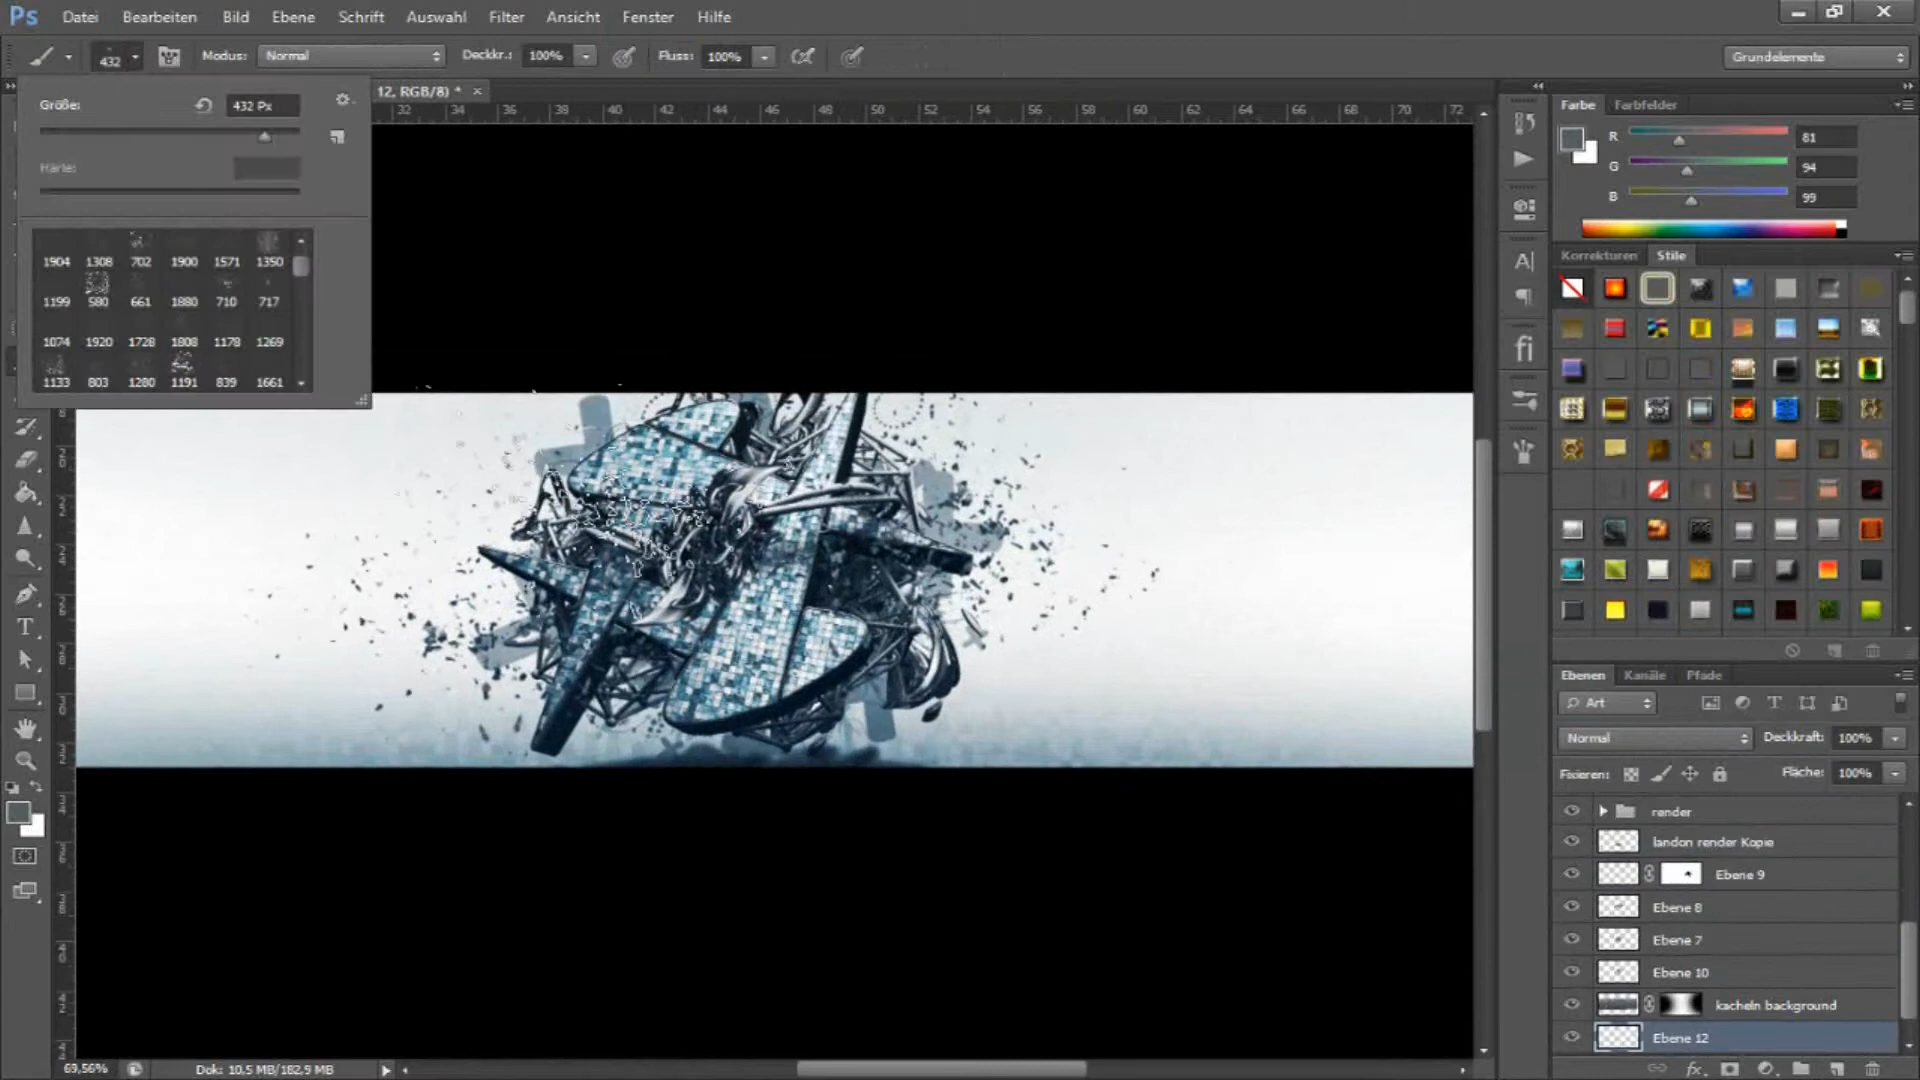 Ps Datei Bearbeiten Bild Ebene Schrift Auswahl Filter Ansicht Fenster Hilfe
432 Modus: Normal Deckkr.: 100% Fluss: 100% Grundelemente
12, RGB/8) * ×
Größe: 432 Px
Härte:
1904 1308 702 1900 1571 1350
1199 580 661 1880 710 717
1074 1920 1728 1808 1178 1269
1133 803 1280 1191 839 1661
32 34 36 38 40 42 44 46 48 50 52 54 56 58 60 62 64 66 68 70 72
Farbe Farbfelder
R 81
G 94
B 99
Korrekturen Stile
Ebenen Kanäle Pfade
Art
Normal Deckkraft: 100%
Fixieren: Fläche: 100%
render
landon render Kopie
Ebene 9
Ebene 8
Ebene 7
Ebene 10
kacheln background
Ebene 12
fx
69,56% Dok: 10,5 MB/182,9 MB